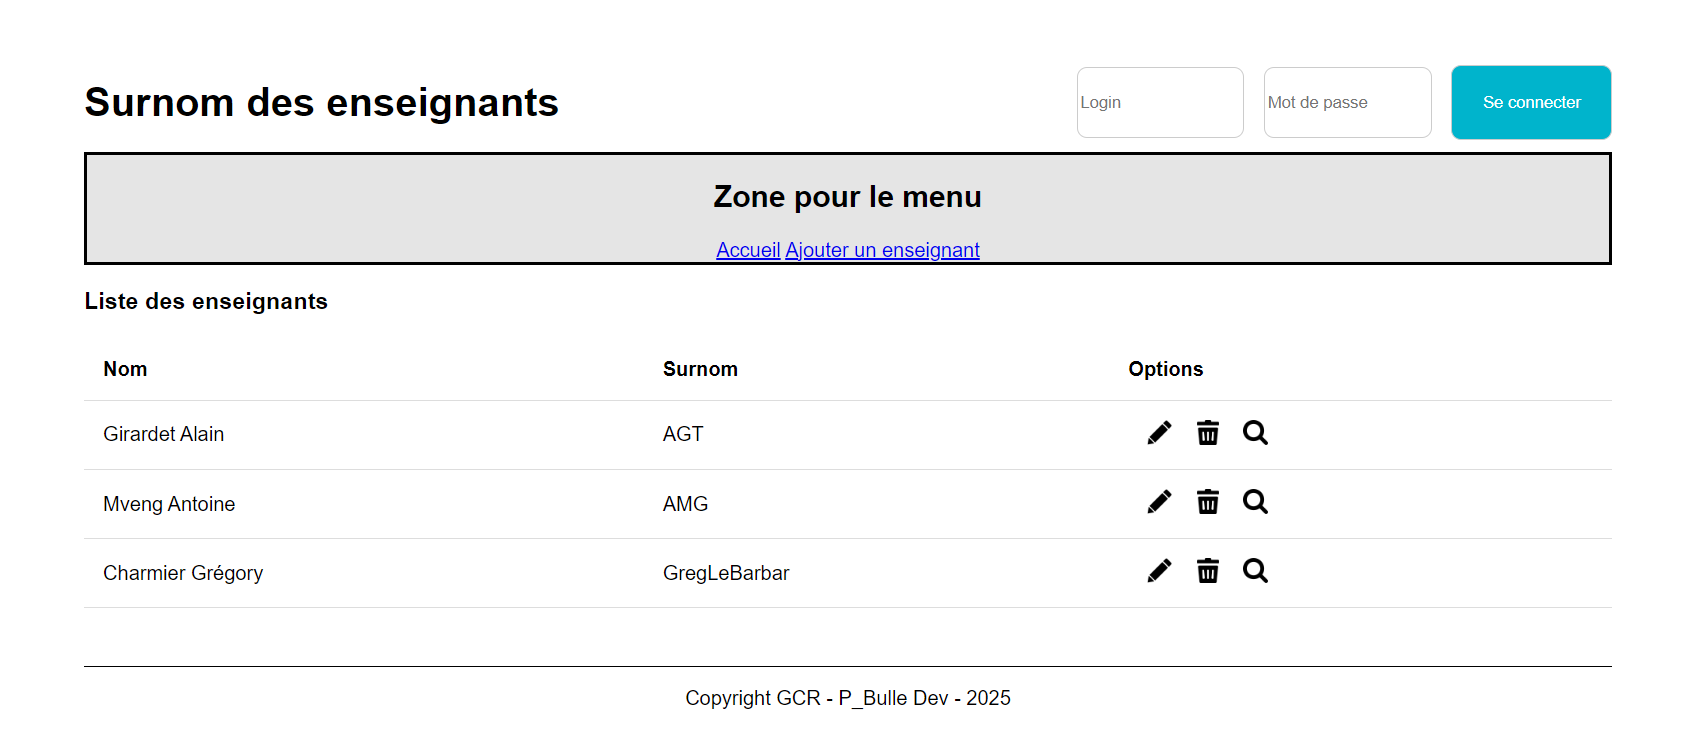 Surnom des enseignants
Login
Mot de passe
Se connecter
Zone pour le menu
Accueil Ajouter un enseignant
Liste des enseignants
Nom Surnom Options
Girardet Alain AGT
Mveng Antoine AMG
Charmier Grégory GregLeBarbar
Copyright GCR - P_Bulle Dev - 2025